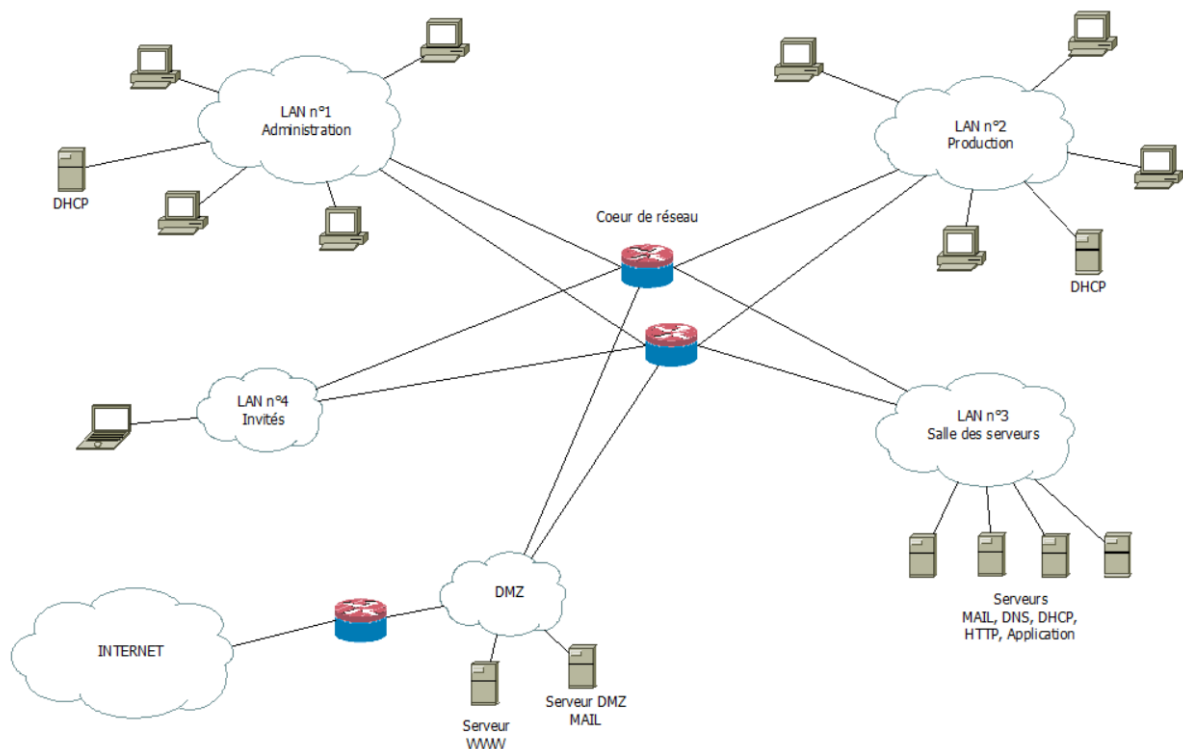 LAN n°1
Administration
LAN n°2
Production
DHCP
Coeur de réseau
DHCP
LAN n°4
Invités
LAN n°3
Salle des serveurs
DMZ
INTERNET
Serveurs
MAIL, DNS, DHCP,
HTTP, Application
Serveur DMZ
MAIL
Serveur
WWW